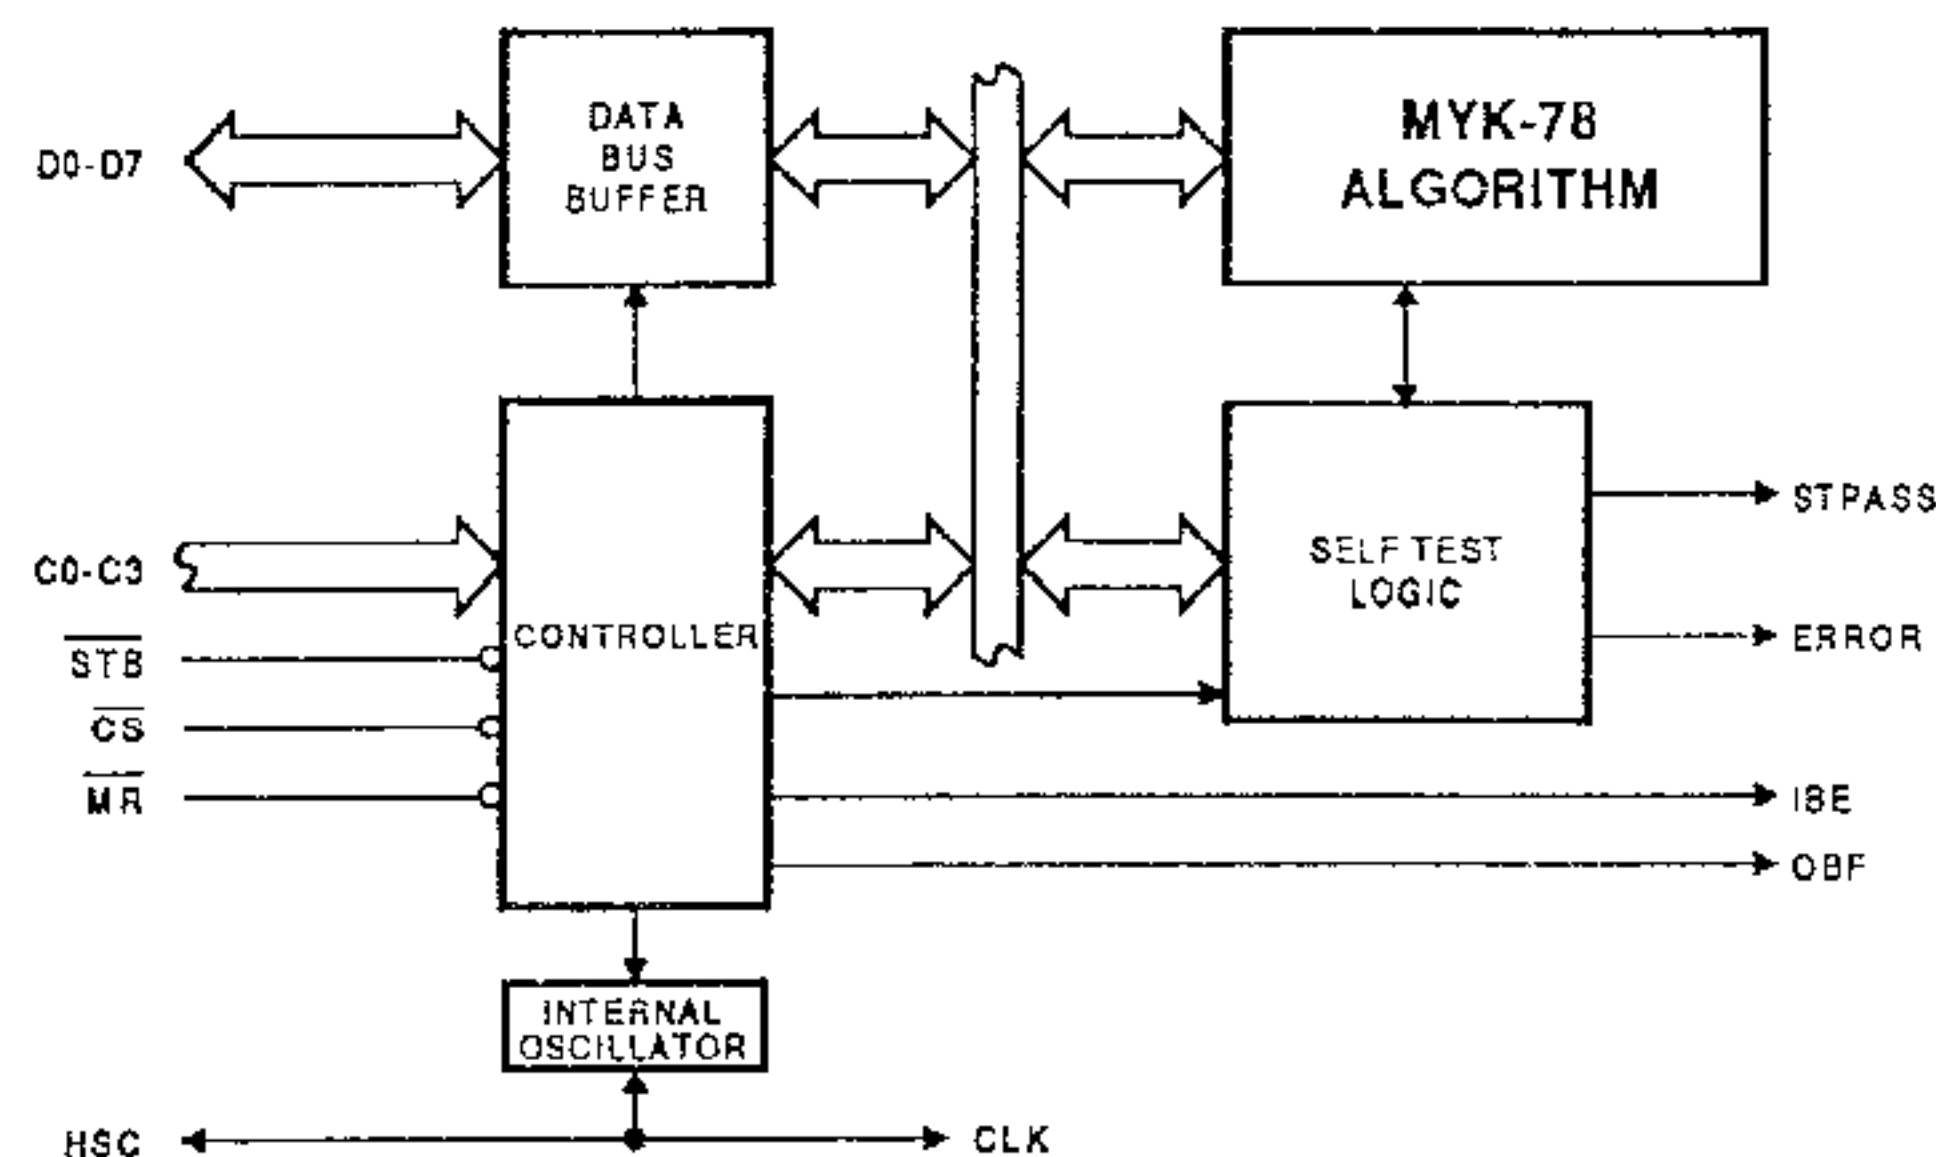 DATA
BUS
BUFFER
MYK-78
ALGORITHM
D0-D7
C0-C3
CONTROLLER
SELF TEST
LOGIC
STPASS
ERROR
STB
CS
MR
IBE
OBF
INTERNAL
OSCILLATOR
HSC
CLK